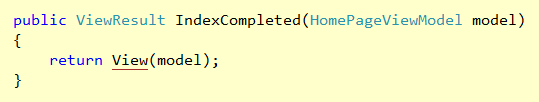 public ViewResult IndexCompleted(HomePageViewModel model)
{
    return View(model);
}